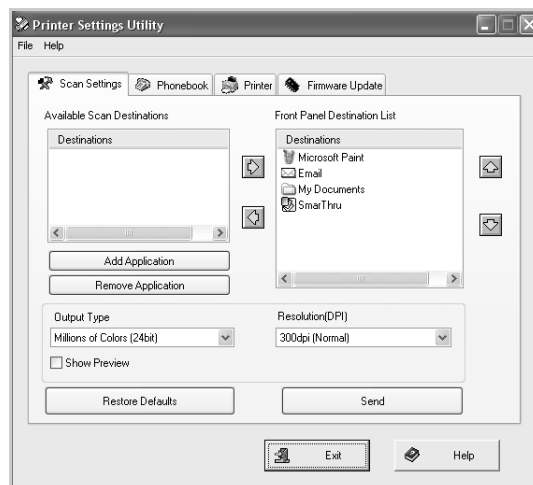 Printer Settings Utility
File Help
Scan Settings Phonebook Printer Firmware Update
Available Scan Destinations
Destinations
Add Application
Remove Application
Front Panel Destination List
Destinations
Microsoft Paint
Email
My Documents
SmarThru
Output Type
Millions of Colors (24bit)
Show Preview
Resolution(DPI)
300dpi (Normal)
Restore Defaults Send
Exit Help